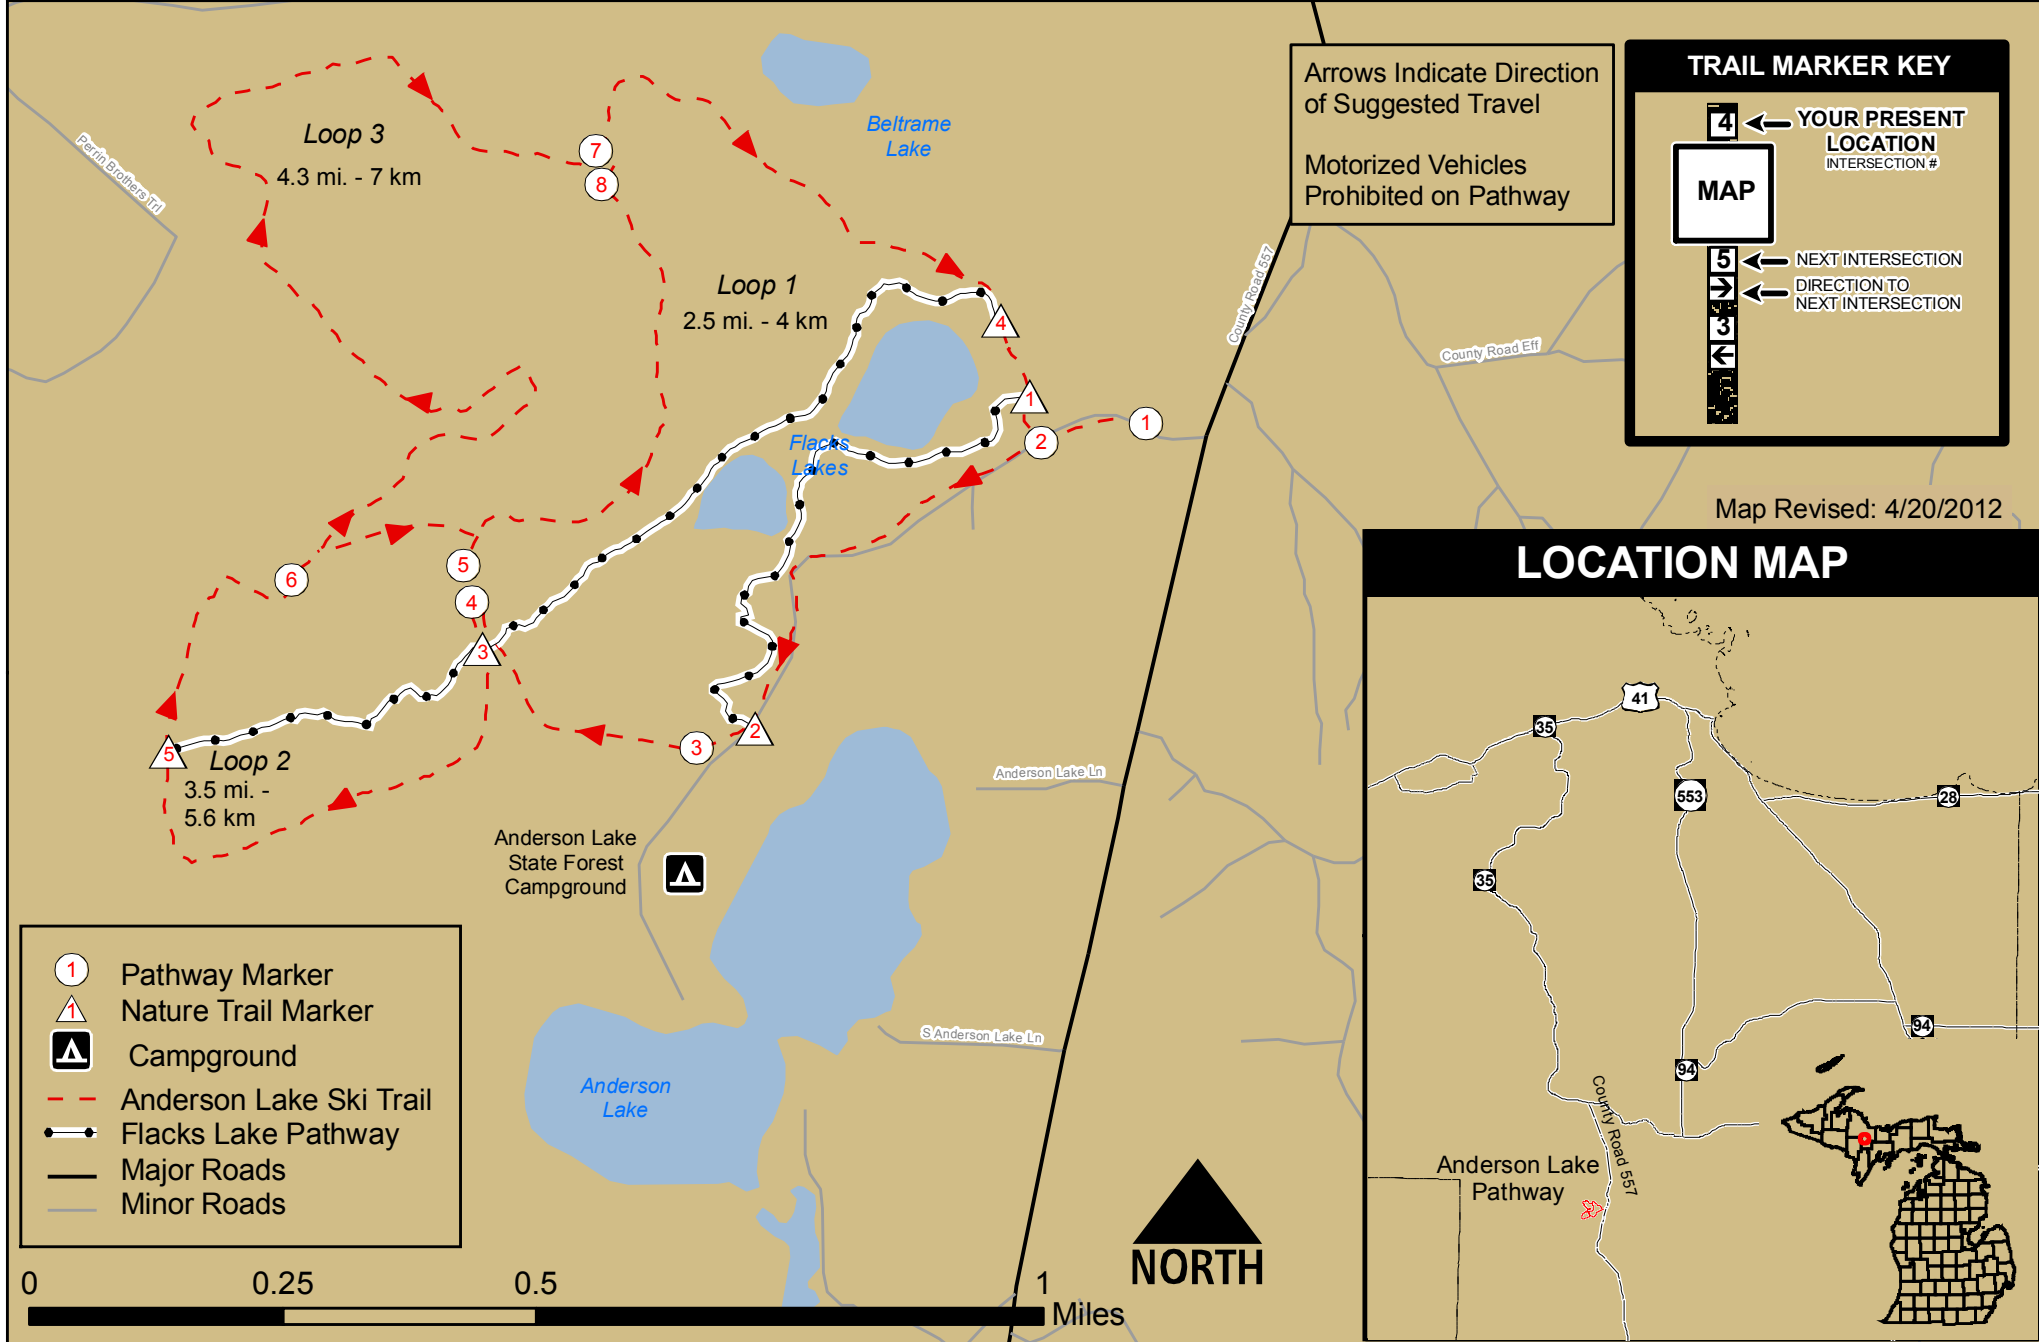 Perrin Brothers Trl
Loop 3
4.3 mi. - 7 km
7
8
Beltrame
Lake
Loop 1
2.5 mi. - 4 km
4
1
2
1
Flacks
Lakes
6
5
4
3
5
Loop 2
3.5 mi. -
5.6 km
3
2
Anderson Lake
State Forest
Campground
Anderson
Lake
County Road 557
County Road Eff
Anderson Lake Ln
S Anderson Lake Ln
Arrows Indicate Direction
of Suggested Travel
Motorized Vehicles
Prohibited on Pathway
TRAIL MARKER KEY
4
YOUR PRESENT
LOCATION
INTERSECTION #
MAP
5
NEXT INTERSECTION
DIRECTION TO
NEXT INTERSECTION
3
Map Revised: 4/20/2012
LOCATION MAP
41
35
553
28
35
94
94
County Road 557
Anderson Lake
Pathway
1 Pathway Marker
1 Nature Trail Marker
Campground
Anderson Lake Ski Trail
Flacks Lake Pathway
Major Roads
Minor Roads
0 0.25 0.5 1
Miles
NORTH